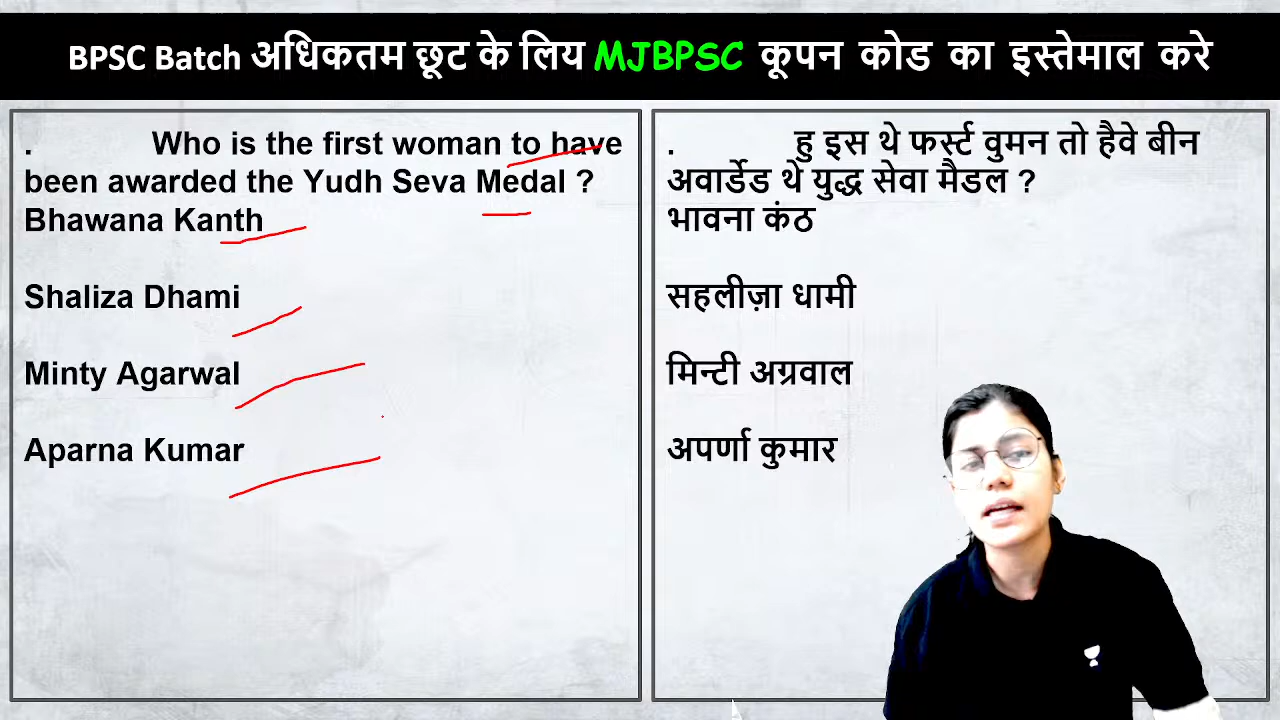 BPSC Batch अधिकतम छूट के लिय MJBPSC कूपन कोड का इस्तेमाल करे
. Who is the first woman to have
been awarded the Yudh Seva Medal ?
Bhawana Kanth
Shaliza Dhami
Minty Agarwal
Aparna Kumar
. हु इस थे फर्स्ट वुमन तो हैवे बीन
अवार्डेड थे युद्ध सेवा मैडल ?
भावना कंठ
सहलीज़ा धामी
मिन्टी अग्रवाल
अपर्णा कुमार